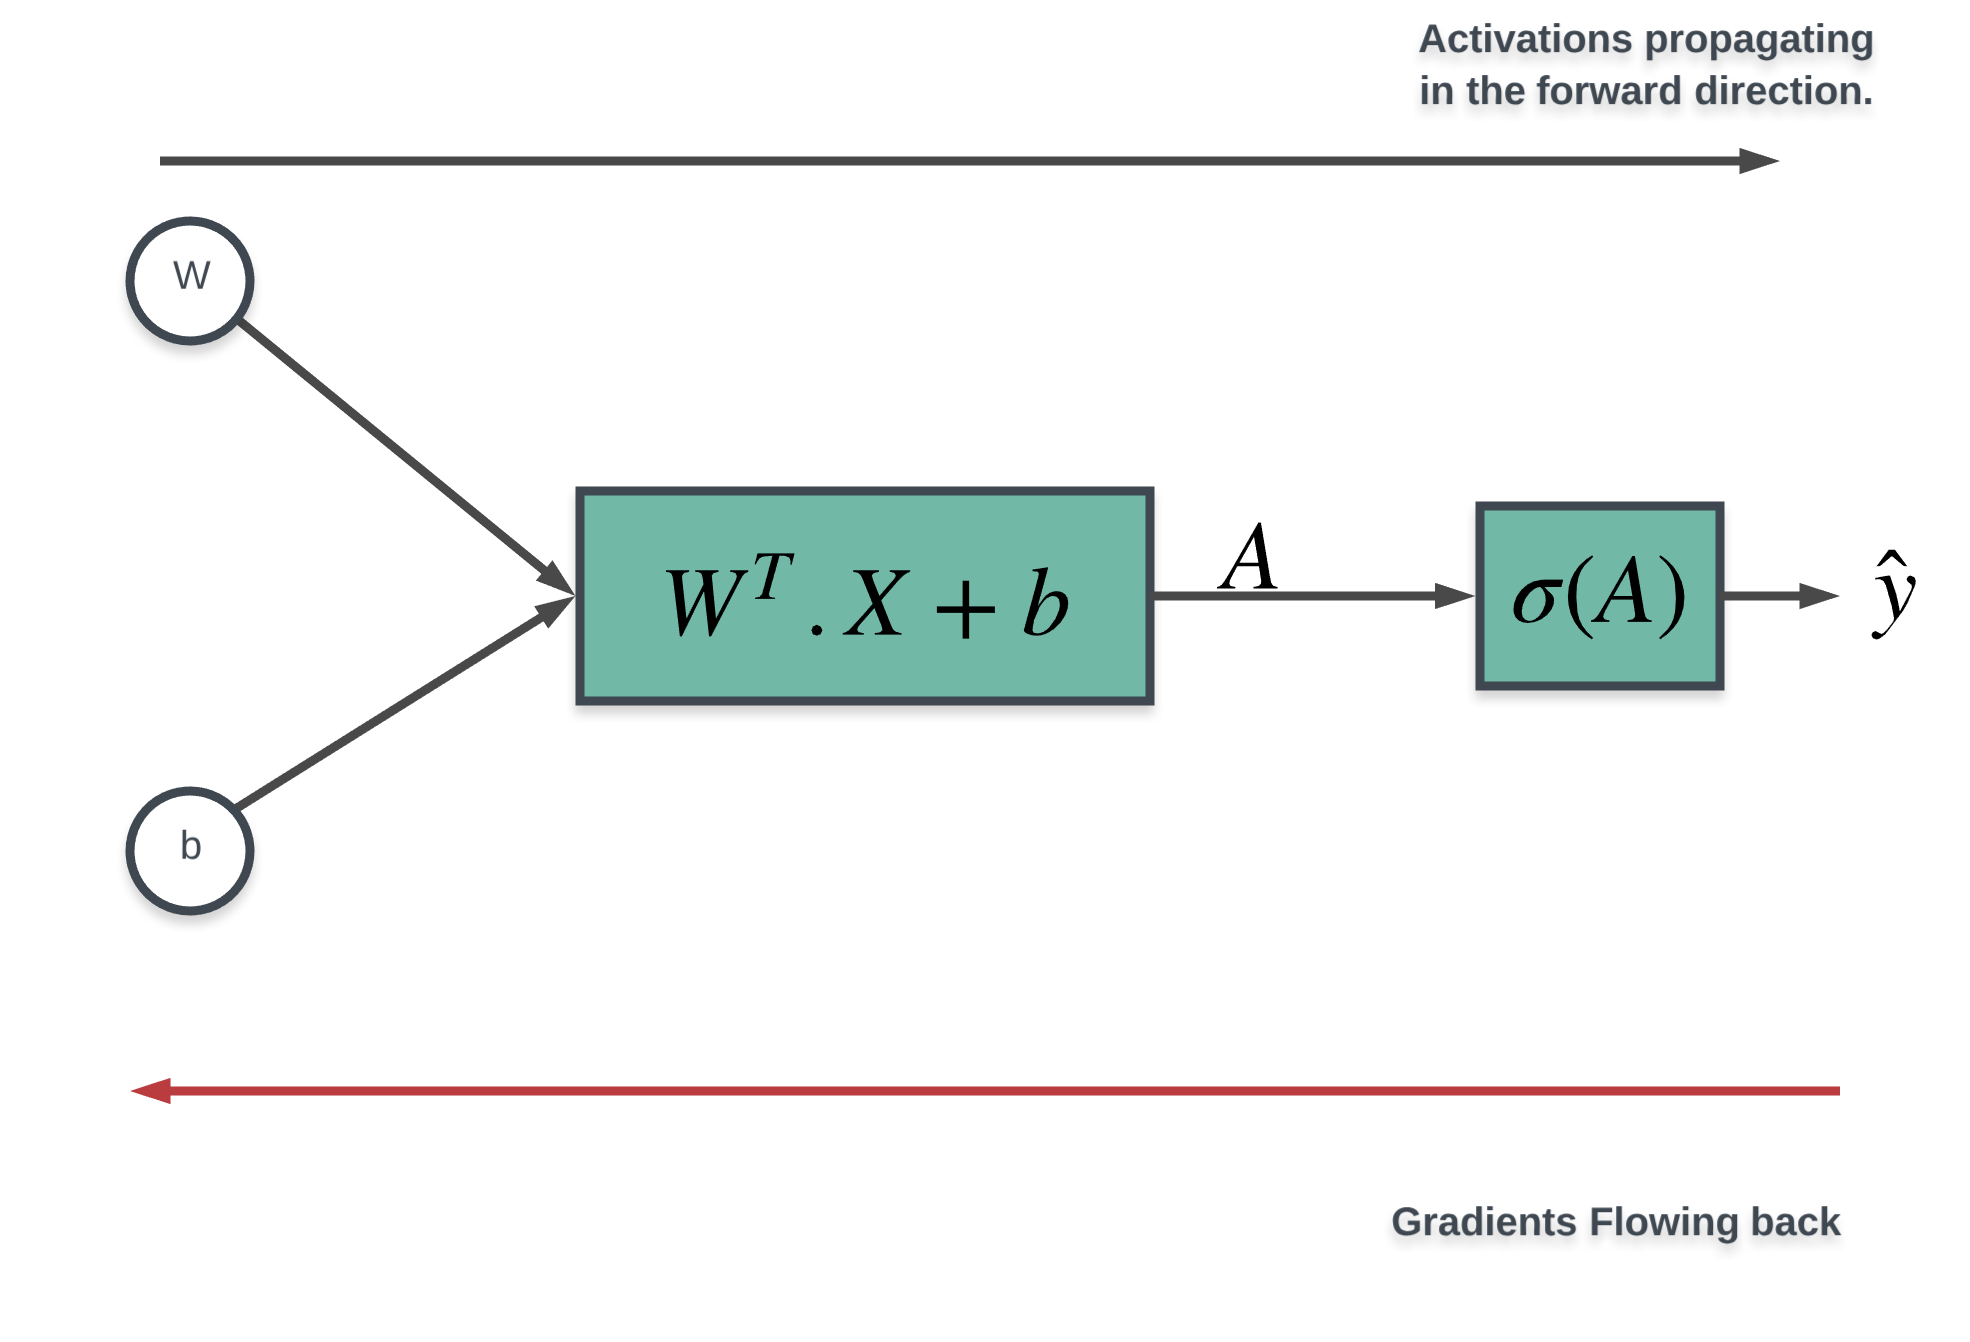 Activations propagating
in the forward direction.
W
W^T . X + b
A
σ(A)
ŷ
b
Gradients Flowing back